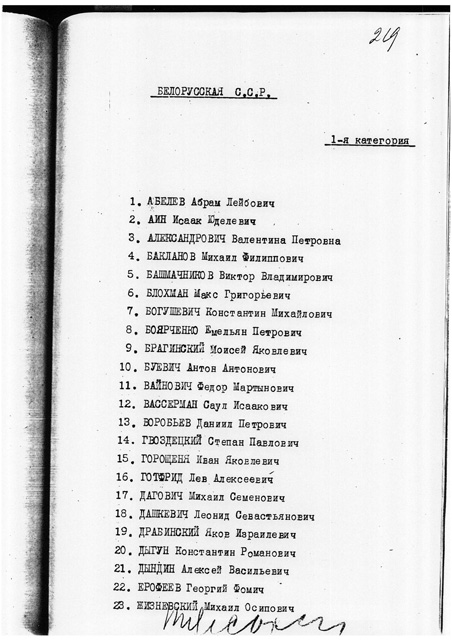 219
БЕЛОРУССКАЯ С.С.Р.
1-я категория
1. АБЕЛЕВ Абрам Лейбович
2. АИН Исаак Юделевич
3. АЛЕКСАНДРОВИЧ Валентина Петровна
4. БАКЛАНОВ Михаил Филиппович
5. БАШМАЧНИКОВ Виктор Владимирович
6. БЛОХМАН Макс Григорьевич
7. БОГУШЕВИЧ Константин Михайлович
8. БОЯРЧЕНКО Емельян Петрович
9. БРАГИНСКИЙ Моисей Яковлевич
10. БУЕВИЧ Антон Антонович
11. ВАЙНОВИЧ Федор Мартынович
12. ВАССЕРМАН Саул Исаакович
13. ВОРОБЬЕВ Даниил Петрович
14. ГВОЗДЕЦКИЙ Степан Павлович
15. ГОРОЩЕНЯ Иван Яковлевич
16. ГОТФРИД Лев Алексеевич
17. ДАГОВИЧ Михаил Семенович
18. ДАШКЕВИЧ Леонид Севастьянович
19. ДРАБИНСКИЙ Яков Израилевич
20. ДЫГУН Константин Романович
21. ДЫНДИН Алексей Васильевич
22. ЕРОФЕЕВ Георгий Фомич
23. ЖИЗНЕВСКИЙ Михаил Осипович